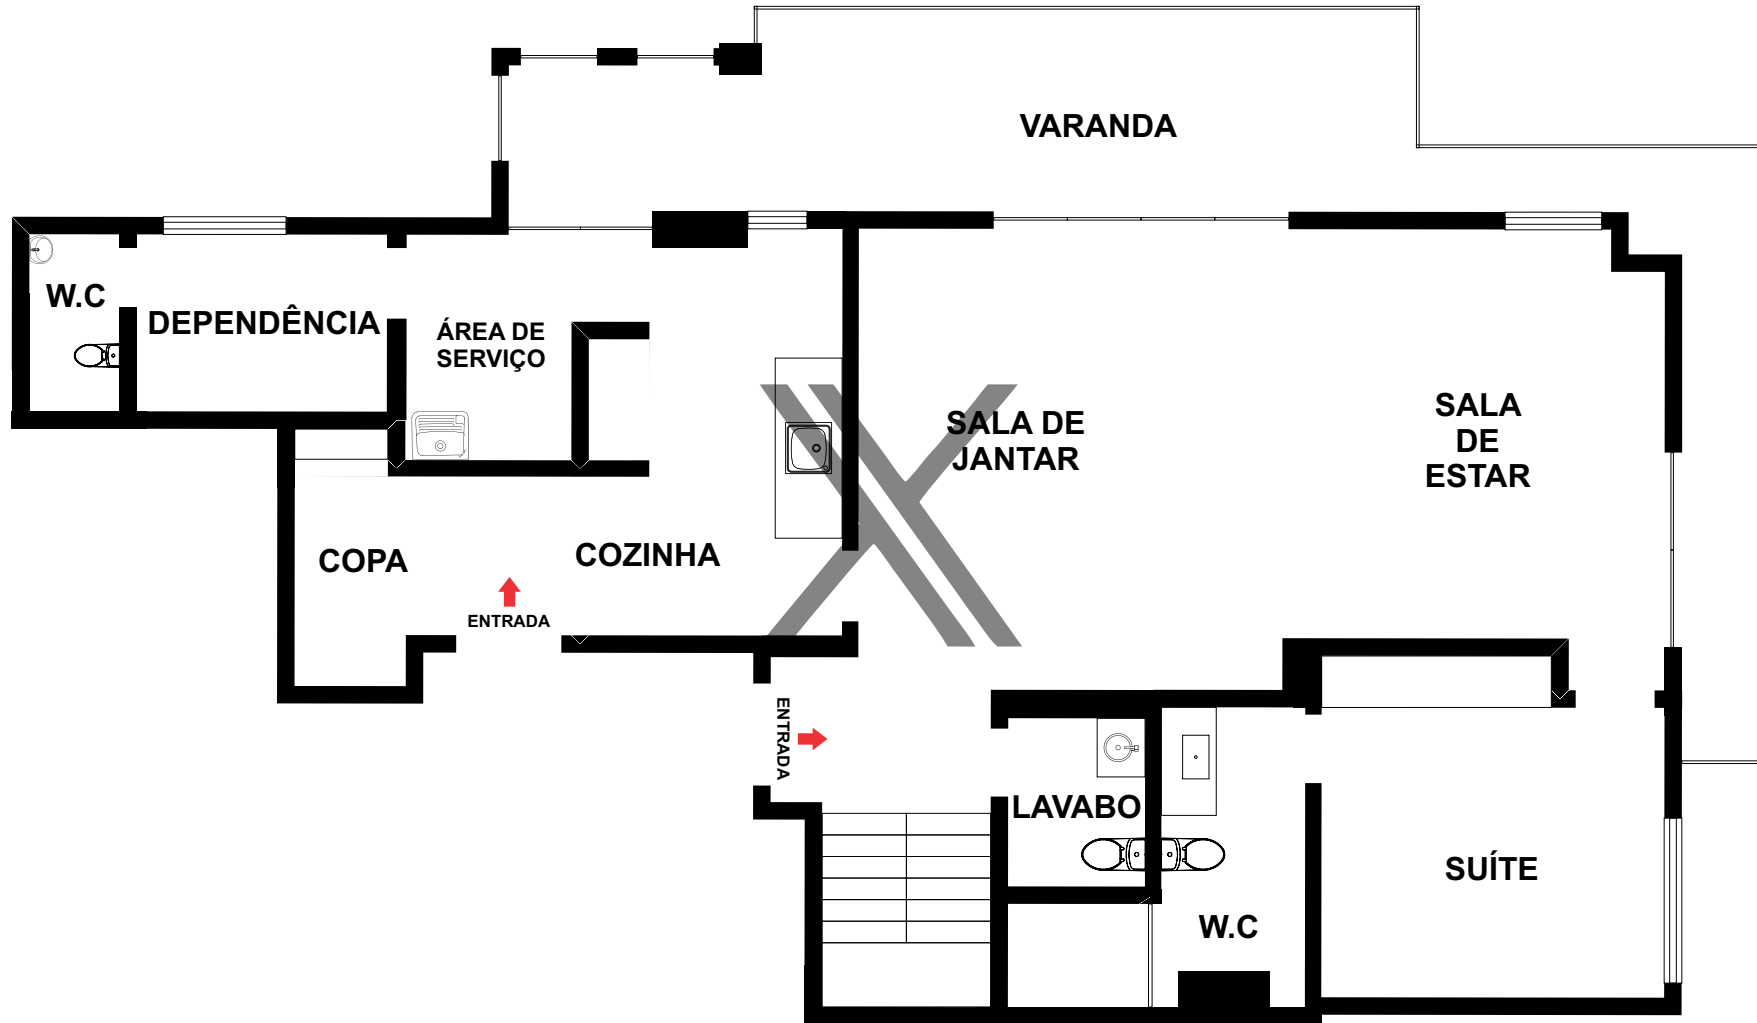 VARANDA
W.C
DEPENDÊNCIA
ÁREA DE
SERVIÇO
SALA DE
JANTAR
SALA
DE
ESTAR
COPA
COZINHA
ENTRADA
ENTRADA
LAVABO
SUÍTE
W.C